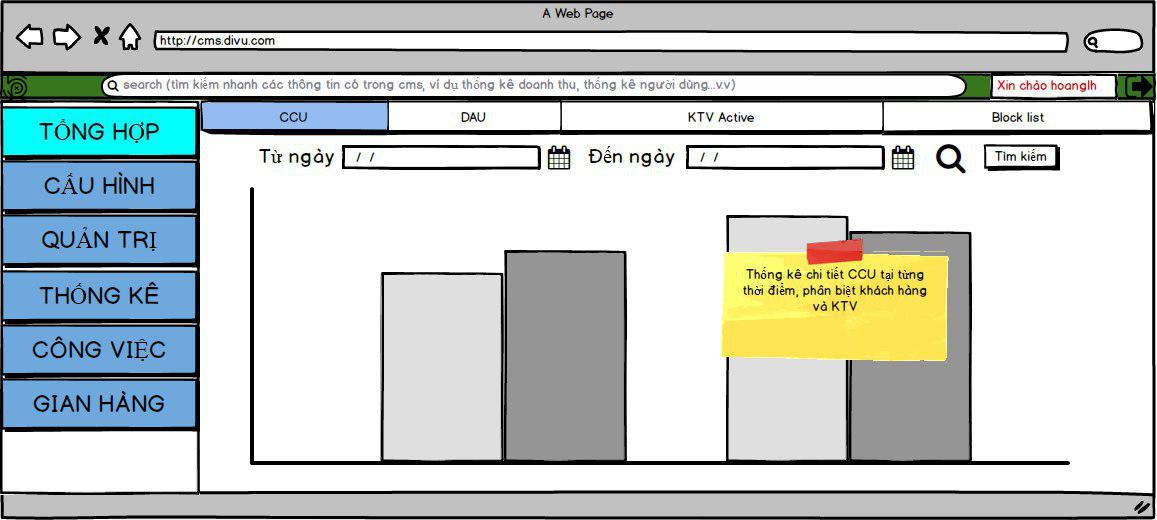 A Web Page
http://cms.divu.com
search (tìm kiếm nhanh các thông tin có trong cms, ví dụ thống kê doanh thu, thống kê người dùng...v.v)
Xin chào hoanglh
TỔNG HỢP
CẤU HÌNH
QUẢN TRỊ
THỐNG KÊ
CÔNG VIỆC
GIAN HÀNG
CCU
DAU
KTV Active
Block list
Từ ngày
/ /
Đến ngày
/ /
Tìm kiếm
Thống kê chi tiết CCU tại từng
thời điểm, phân biệt khách hàng
và KTV